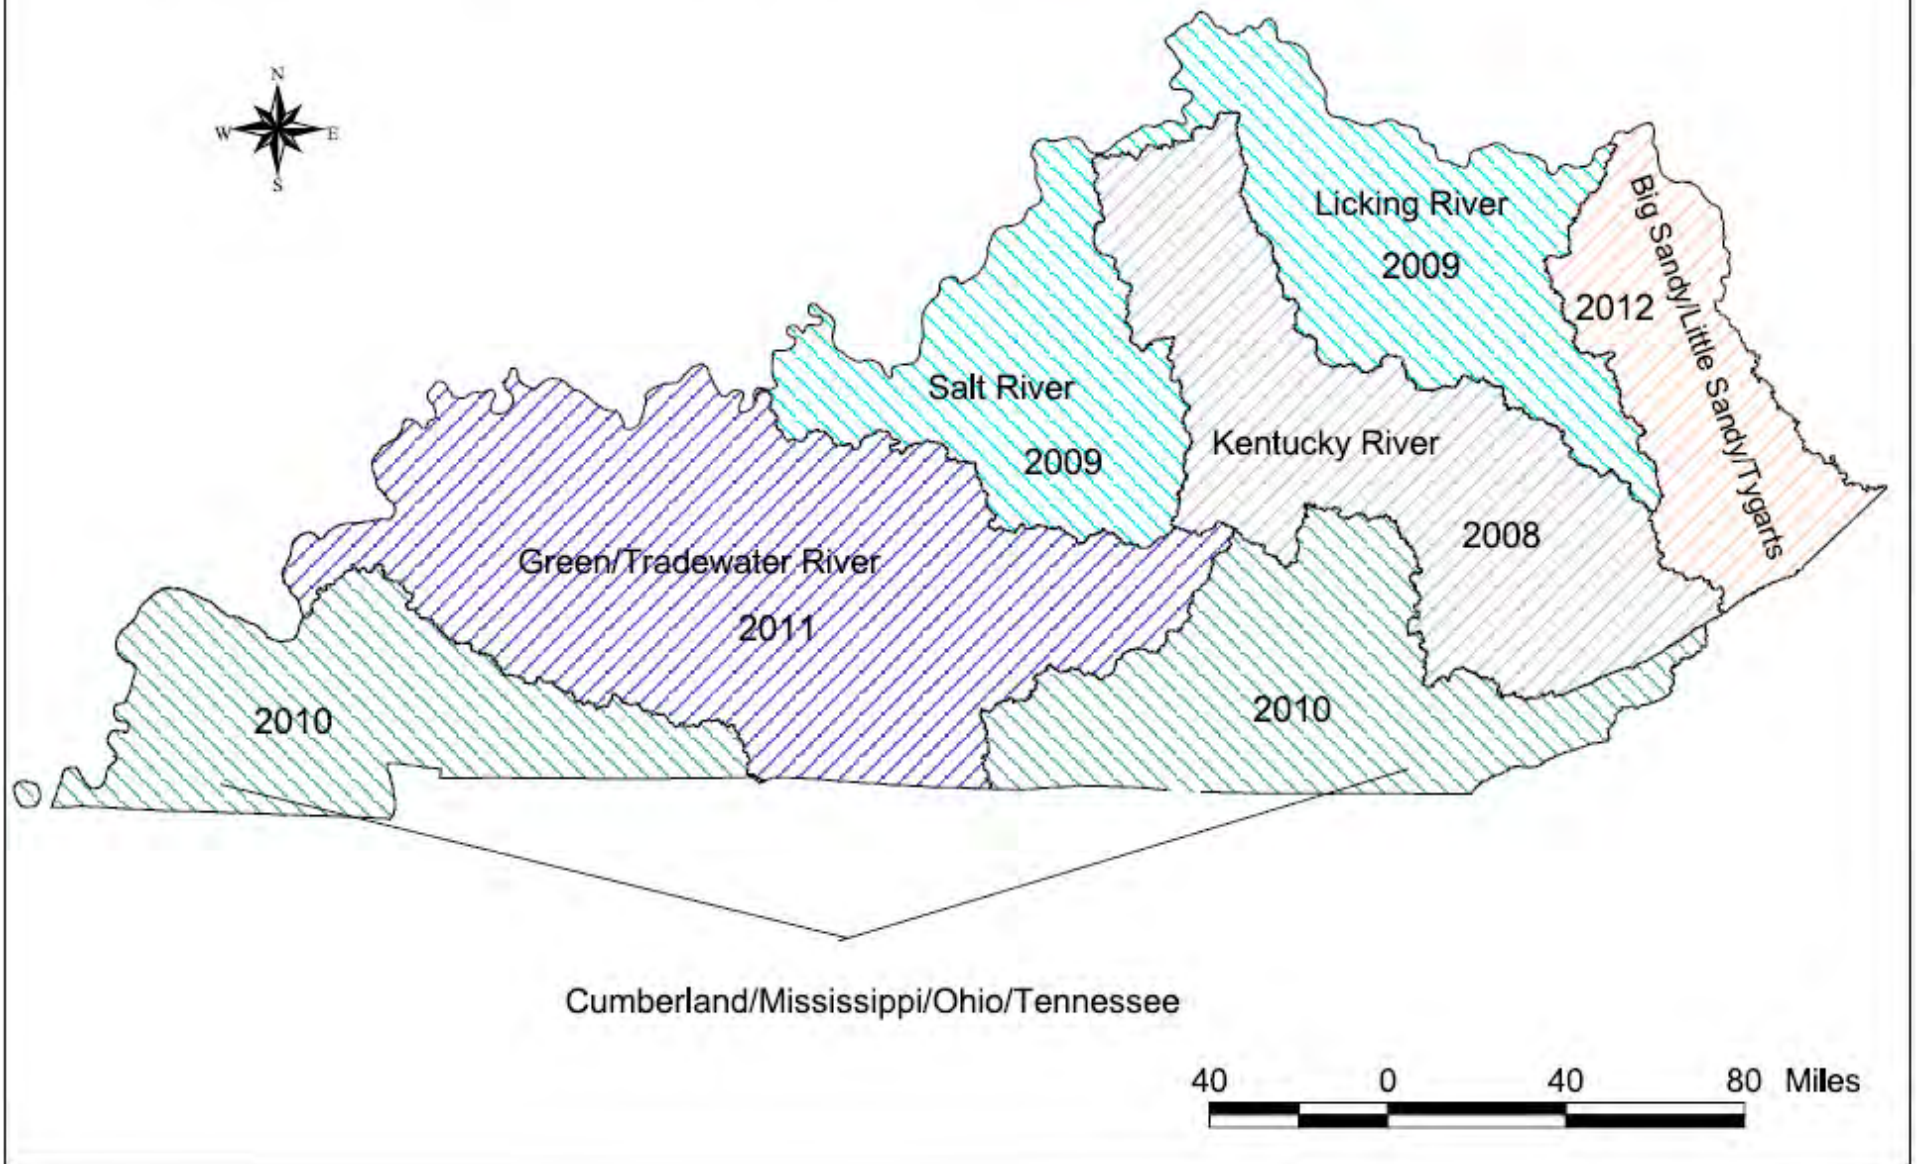 N
W E
S
Licking River
2009
Big Sandy/Little Sandy/Tygarts
2012
Salt River
2009
Kentucky River
2008
Green/Tradewater River
2011
2010
2010
Cumberland/Mississippi/Ohio/Tennessee
40 0 40 80 Miles